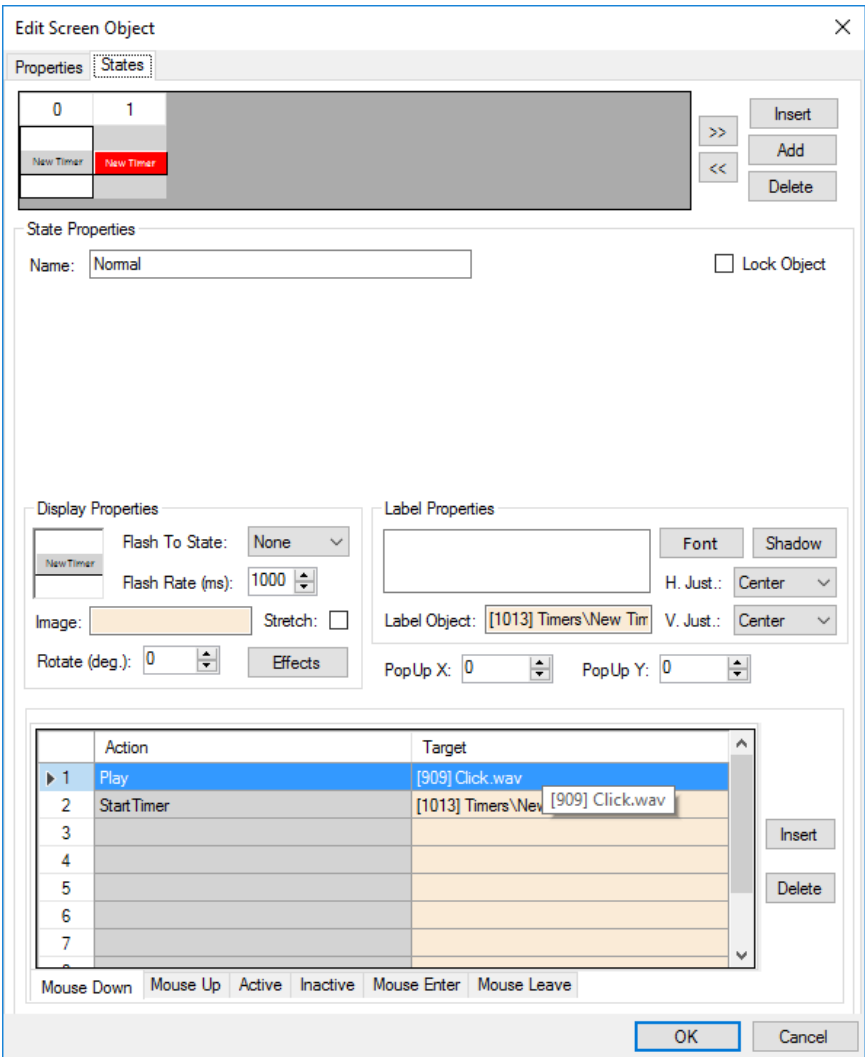 Edit Screen Object
Properties States
0 1
New Timer New Timer
>>
<<
Insert
Add
Delete
State Properties
Name: Normal
Lock Object
Display Properties
New Timer
Flash To State: None
Flash Rate (ms): 1000
Image: Stretch:
Rotate (deg.): 0 Effects
Label Properties
Font Shadow
H. Just.: Center
Label Object: [1013] Timers\New Tim V. Just.: Center
PopUp X: 0 PopUp Y: 0
Action Target
1 Play [909] Click.wav
2 StartTimer [1013] Timers\New
[909] Click.wav
3
4
5
6
7
Insert
Delete
Mouse Down Mouse Up Active Inactive Mouse Enter Mouse Leave
OK Cancel